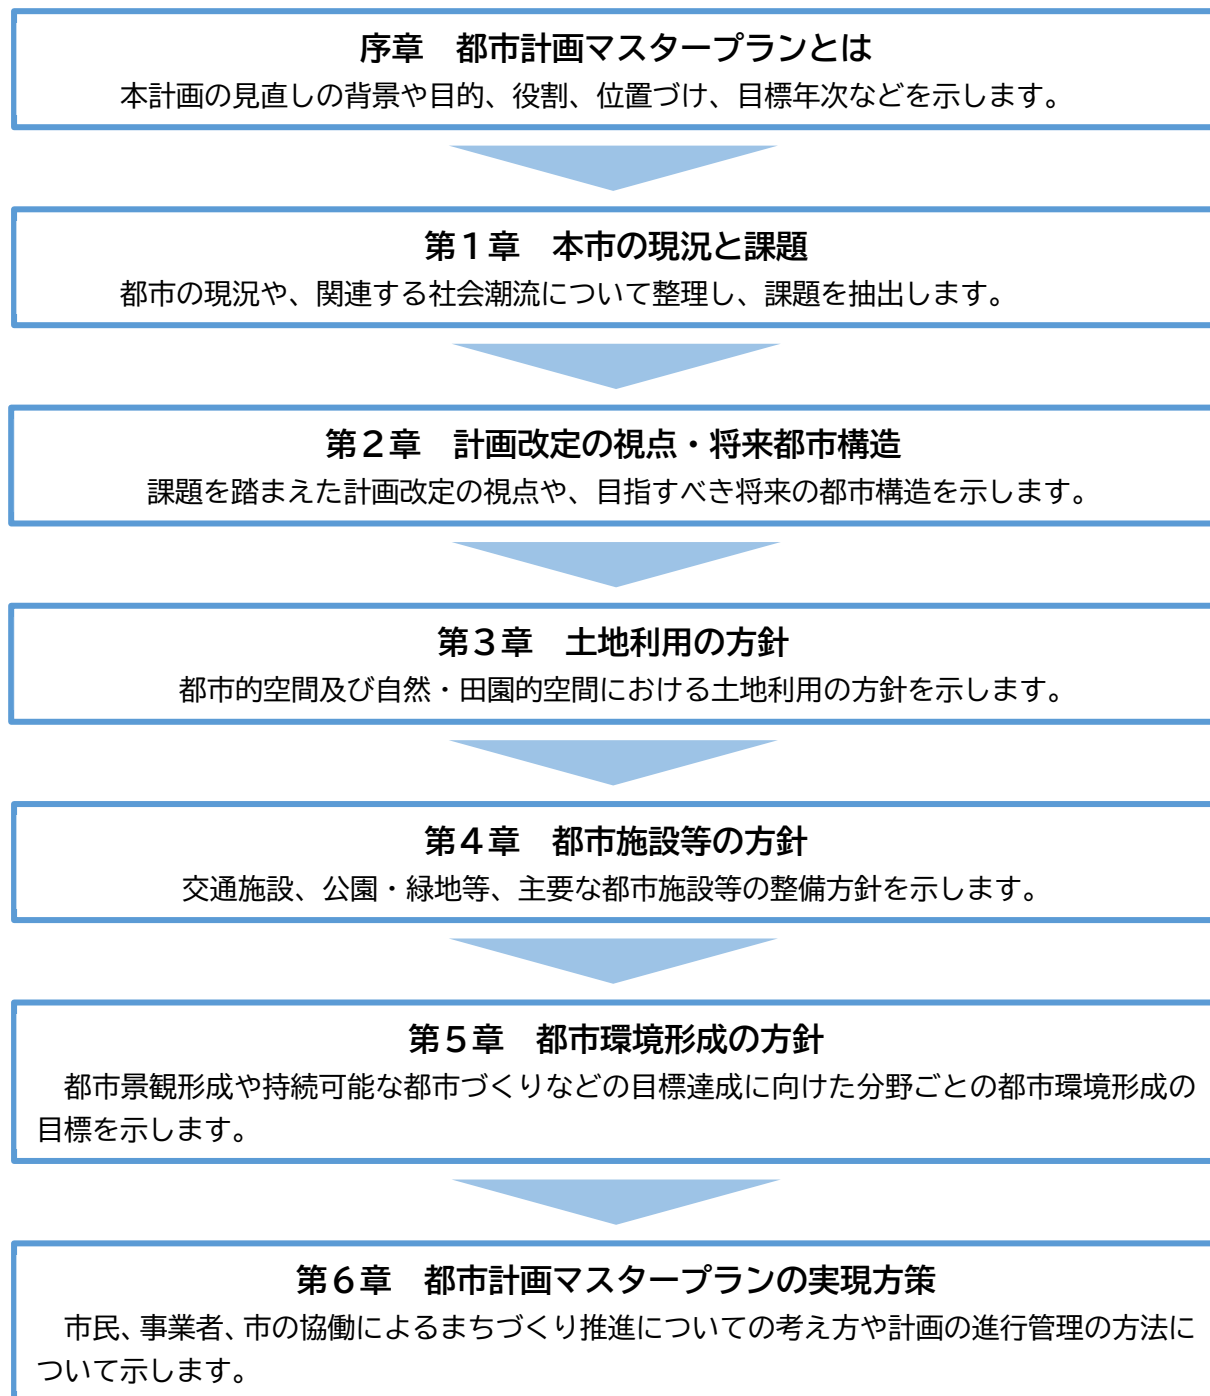 序章　都市計画マスタープランとは
本計画の見直しの背景や目的、役割、位置づけ、目標年次などを示します。
第１章　本市の現況と課題
都市の現況や、関連する社会潮流について整理し、課題を抽出します。
第２章　計画改定の視点・将来都市構造
課題を踏まえた計画改定の視点や、目指すべき将来の都市構造を示します。
第３章　土地利用の方針
都市的空間及び自然・田園的空間における土地利用の方針を示します。
第４章　都市施設等の方針
交通施設、公園・緑地等、主要な都市施設等の整備方針を示します。
第５章　都市環境形成の方針
都市景観形成や持続可能な都市づくりなどの目標達成に向けた分野ごとの都市環境形成の
目標を示します。
第６章　都市計画マスタープランの実現方策
市民、事業者、市の協働によるまちづくり推進についての考え方や計画の進行管理の方法に
ついて示します。